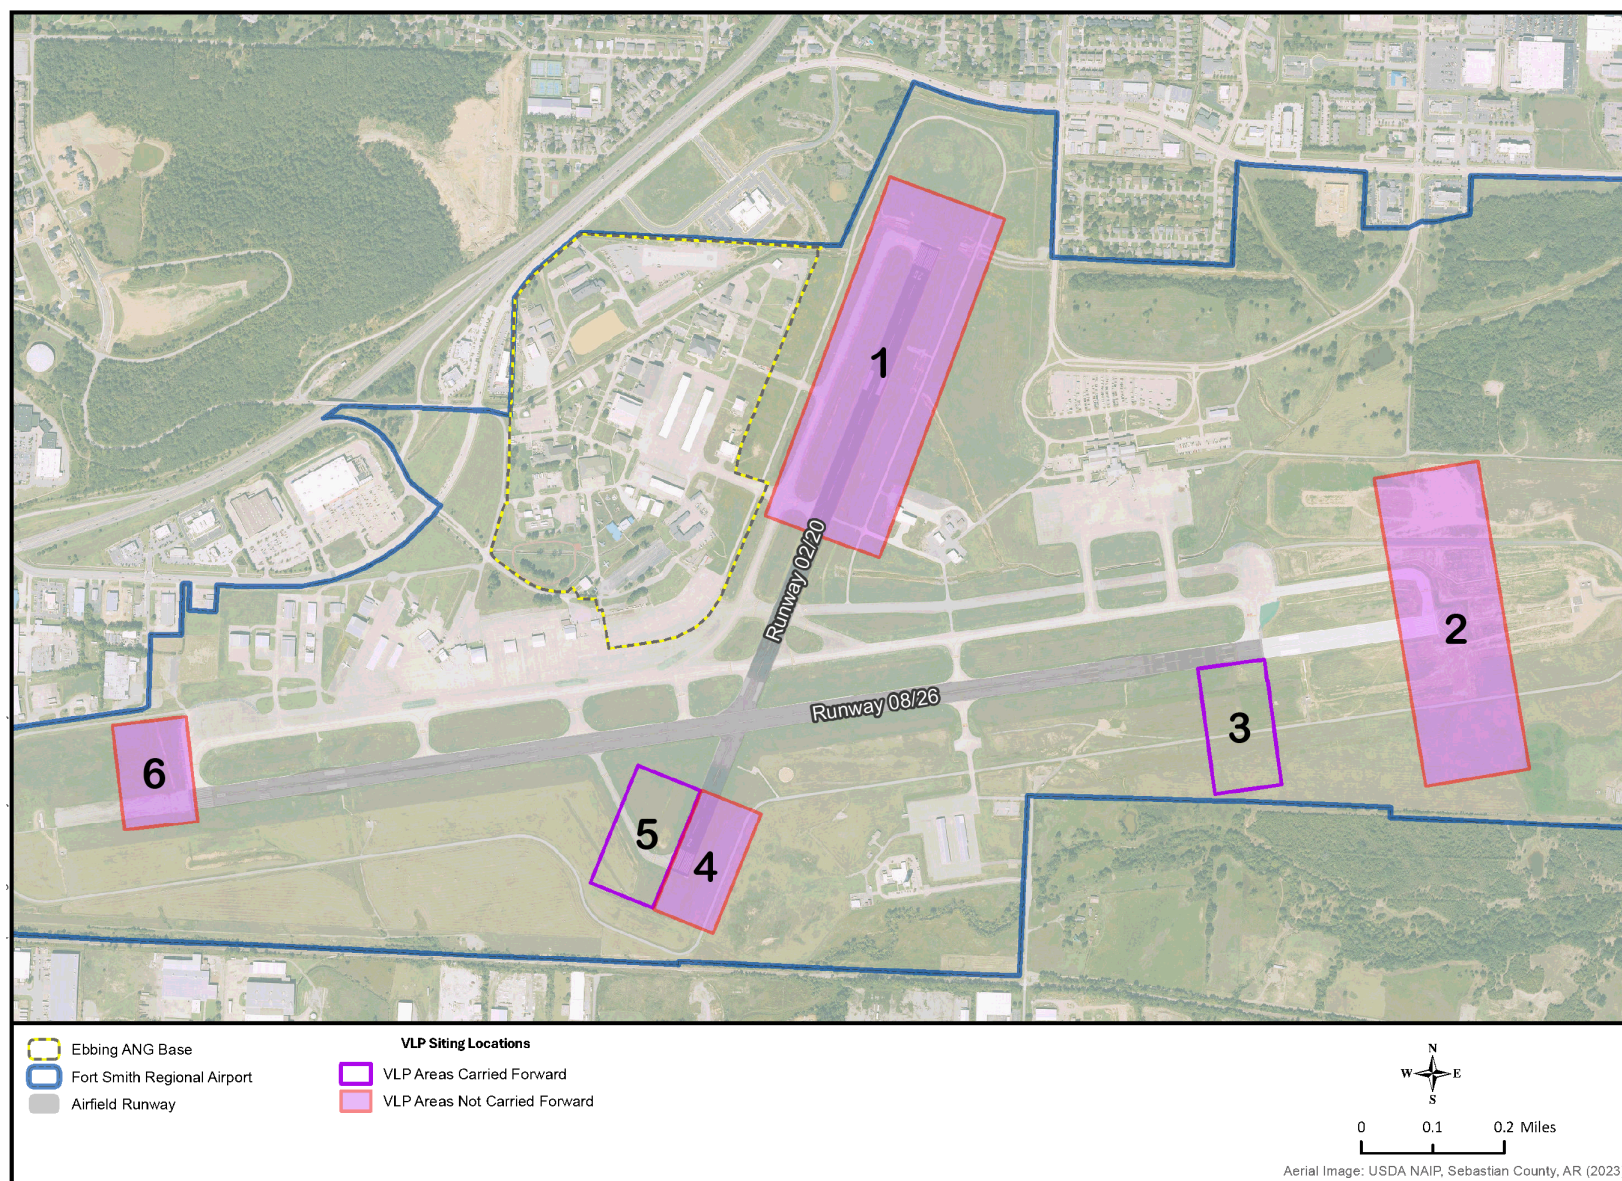 1
2
3
4
5
6
Runway 02/20
Runway 08/26
Ebbing ANG Base
Fort Smith Regional Airport
Airfield Runway
VLP Siting Locations
VLP Areas Carried Forward
VLP Areas Not Carried Forward
N
W E
S
0 0.1 0.2 Miles
Aerial Image: USDA NAIP, Sebastian County, AR (2023